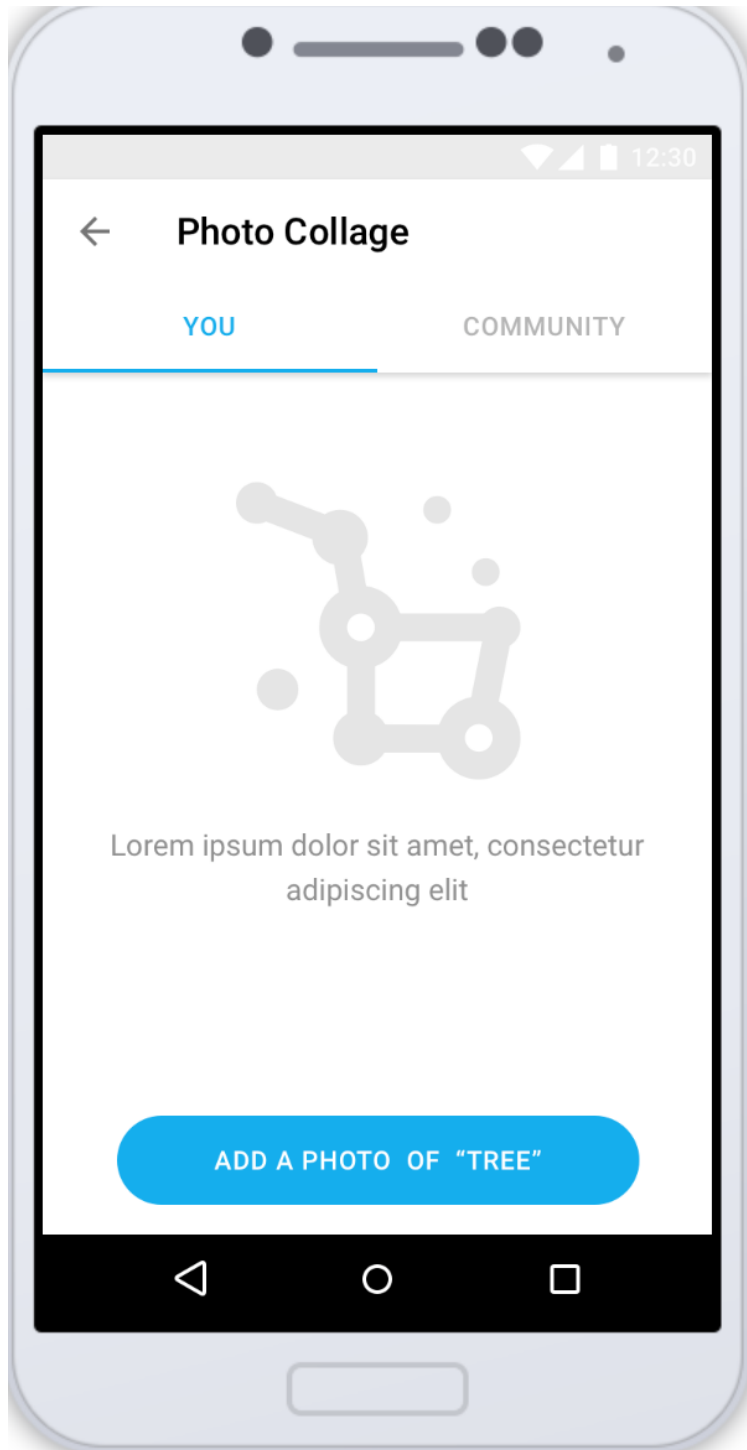 12:30
Photo Collage
YOU
COMMUNITY
Lorem ipsum dolor sit amet, consectetur
adipiscing elit
ADD A PHOTO OF “TREE”